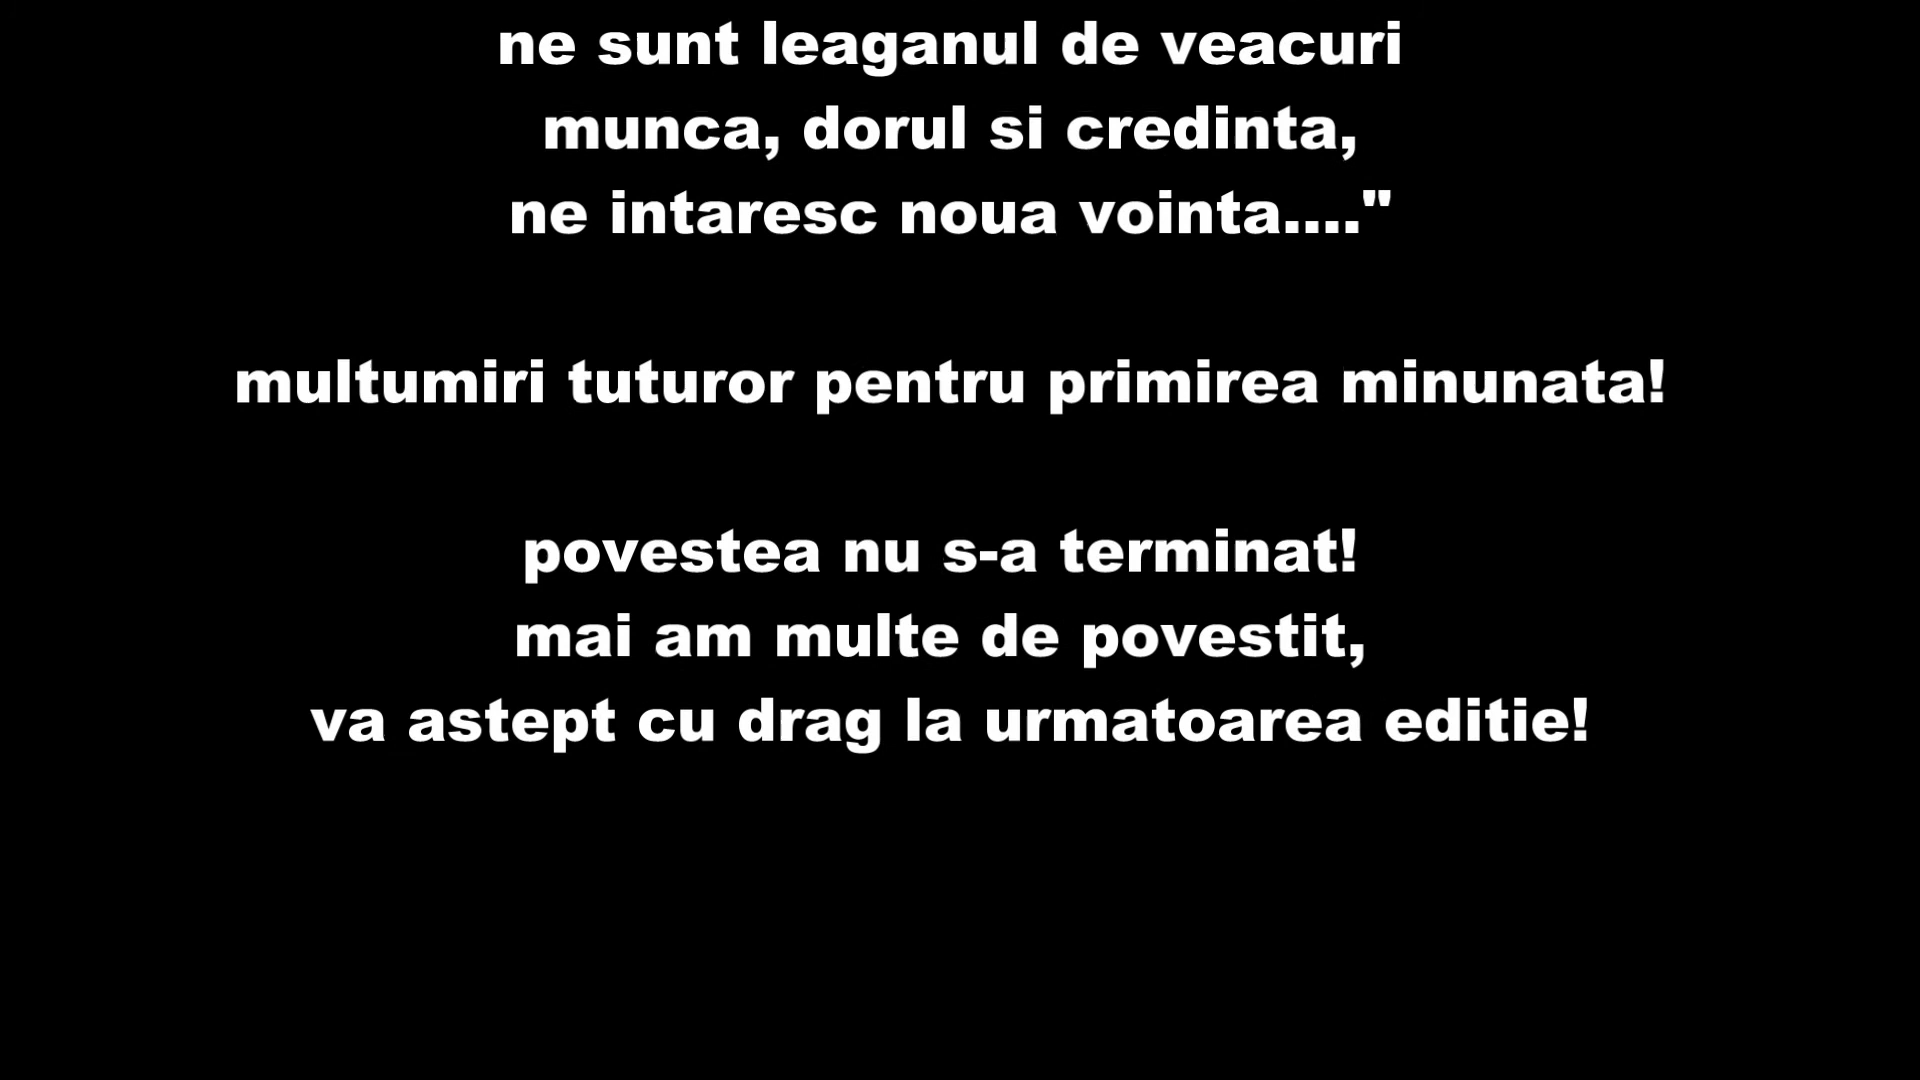 ne sunt leaganul de veacuri
munca, dorul si credinta,
ne intaresc noua vointa...."
multumiri tuturor pentru primirea minunata!
povestea nu s-a terminat!
mai am multe de povestit,
va astept cu drag la urmatoarea editie!